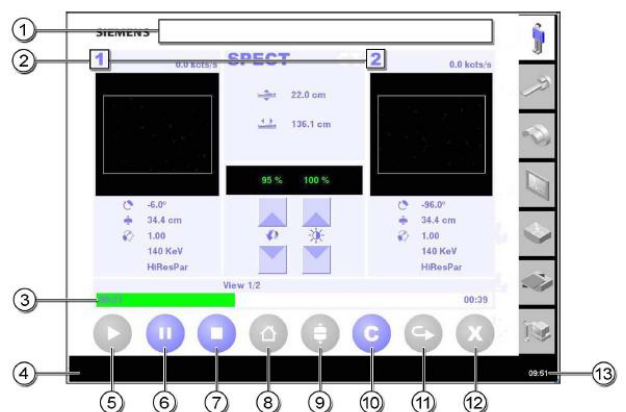 1
SIEMENS
2
1
0.0 kcts/s
SPECT
2
0.0 kcts/s
22.0 cm
136.1 cm
95 %
100 %
-6.0°
34.4 cm
1.00
140 KeV
HiResPar
-96.0°
34.4 cm
1.00
140 KeV
HiResPar
View 1/2
3
00:39
C
X
4
09:51
5
6
7
8
9
10
11
12
13